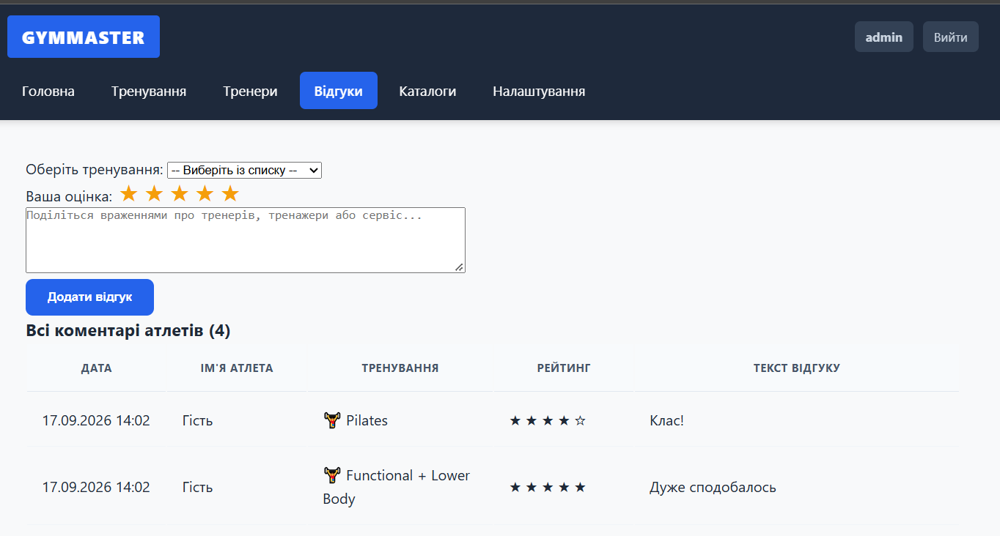 GYMMASTER
admin Вийти
Головна Тренування Тренери Відгуки Каталоги Налаштування
Оберіть тренування: -- Виберіть із списку --
Ваша оцінка: ★ ★ ★ ★ ★
Поділіться враженнями про тренерів, тренажери або сервіс...
Додати відгук
Всі коментарі атлетів (4)
ДАТА ІМ'Я АТЛЕТА ТРЕНУВАННЯ РЕЙТИНГ ТЕКСТ ВІДГУКУ
17.09.2026 14:02 Гість Pilates ★ ★ ★ ★ ☆ Клас!
17.09.2026 14:02 Гість Functional + Lower Body ★ ★ ★ ★ ★ Дуже сподобалось